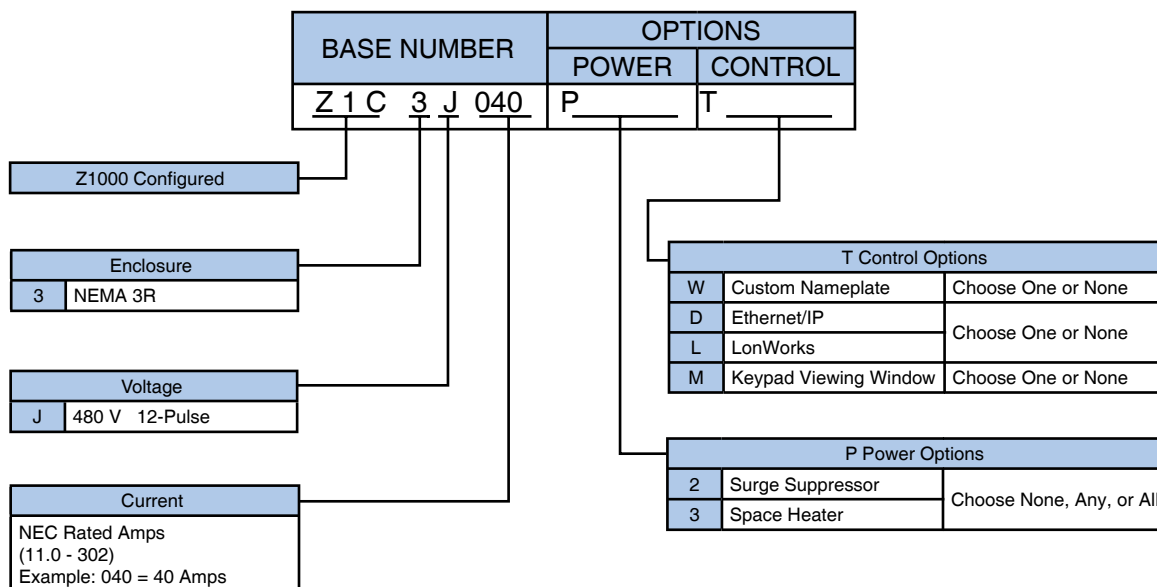 BASE NUMBER
OPTIONS
POWER
CONTROL
Z 1 C 3 J 040
P
T
Z1000 Configured
Enclosure
3 NEMA 3R
Voltage
J 480 V 12-Pulse
Current
NEC Rated Amps
(11.0 - 302)
Example: 040 = 40 Amps
T Control Options
W Custom Nameplate Choose One or None
D Ethernet/IP Choose One or None
L LonWorks
M Keypad Viewing Window Choose One or None
P Power Options
2 Surge Suppressor Choose None, Any, or All
3 Space Heater